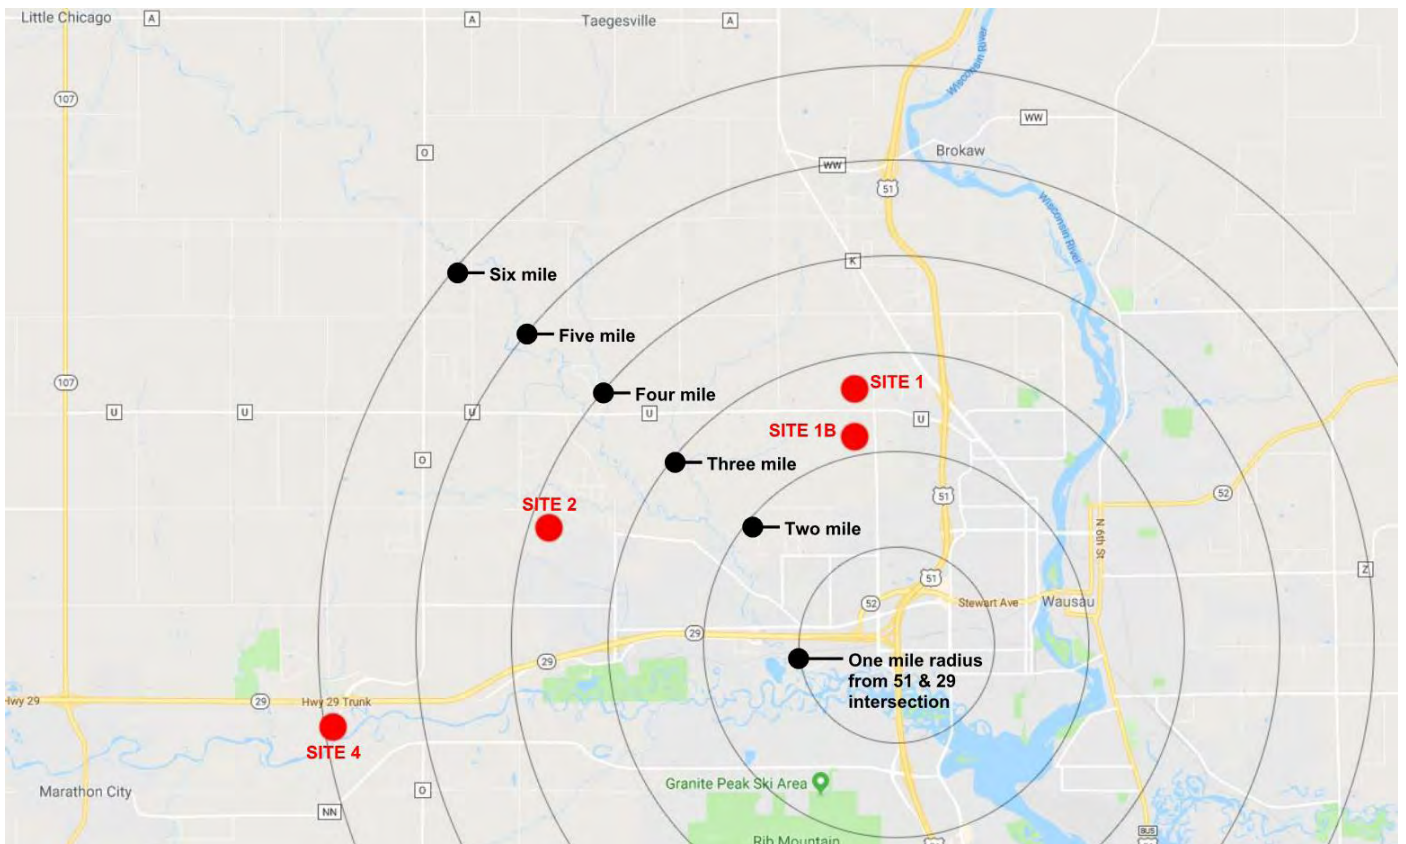 Little Chicago
A
A
Taegesville
A
Wisconsin River
107
WW
O
Brokaw
WW
51
Wisconsin River
K
Six mile
Five mile
107
SITE 1
Four mile
U
U
U
U
U
SITE 1B
O
Three mile
52
51
SITE 2
Two mile
N 6th St
Z
51
52
Stewart Ave
Wausau
29
29
One mile radius
from 51 & 29
intersection
Hwy 29
29
Hwy 29 Trunk
SITE 4
Granite Peak Ski Area
O
Marathon City
NN
BUS
Rib Mountain